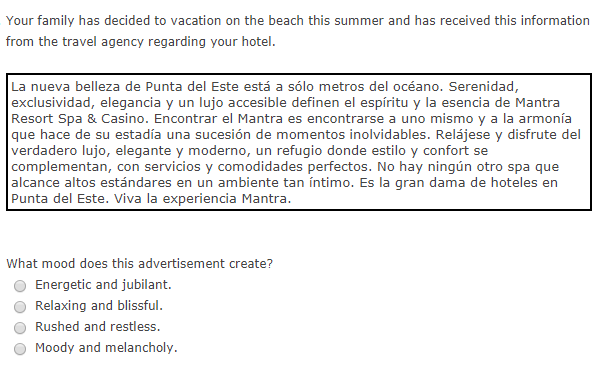 Your family has decided to vacation on the beach this summer and has received this information
from the travel agency regarding your hotel.
La nueva belleza de Punta del Este está a sólo metros del océano. Serenidad,
exclusividad, elegancia y un lujo accesible definen el espíritu y la esencia de Mantra
Resort Spa & Casino. Encontrar el Mantra es encontrarse a uno mismo y a la armonía
que hace de su estadía una sucesión de momentos inolvidables. Relájese y disfrute del
verdadero lujo, elegante y moderno, un refugio donde estilo y confort se
complementan, con servicios y comodidades perfectos. No hay ningún otro spa que
alcance altos estándares en un ambiente tan íntimo. Es la gran dama de hoteles en
Punta del Este. Viva la experiencia Mantra.
What mood does this advertisement create?
Energetic and jubilant.
Relaxing and blissful.
Rushed and restless.
Moody and melancholy.